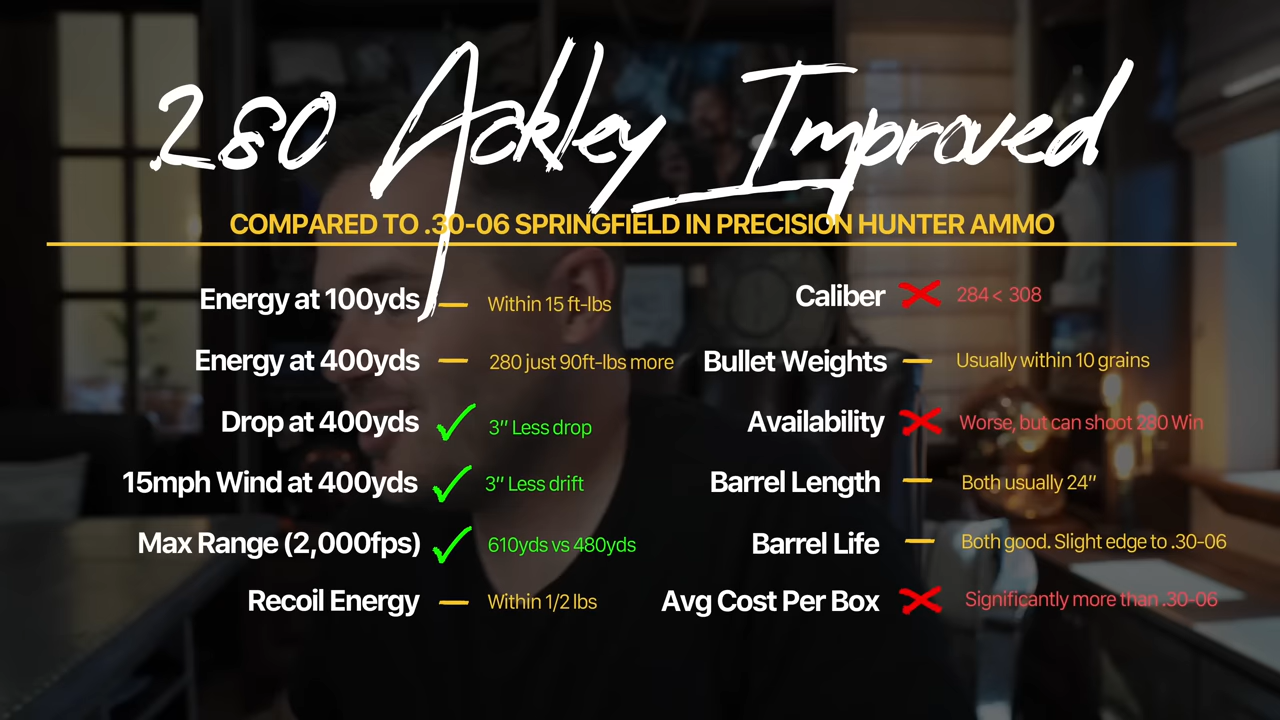 280 Ackley Improved
COMPARED TO .30-06 SPRINGFIELD IN PRECISION HUNTER AMMO
Energy at 100yds — Within 15 ft-lbs
Energy at 400yds — 280 just 90ft-lbs more
Drop at 400yds ✓ 3" Less drop
15mph Wind at 400yds ✓ 3" Less drift
Max Range (2,000fps) ✓ 610yds vs 480yds
Recoil Energy — Within 1/2 lbs
Caliber ✗ 284 < 308
Bullet Weights — Usually within 10 grains
Availability ✗ Worse, but can shoot 280 Win
Barrel Length — Both usually 24"
Barrel Life — Both good. Slight edge to .30-06
Avg Cost Per Box ✗ Significantly more than .30-06